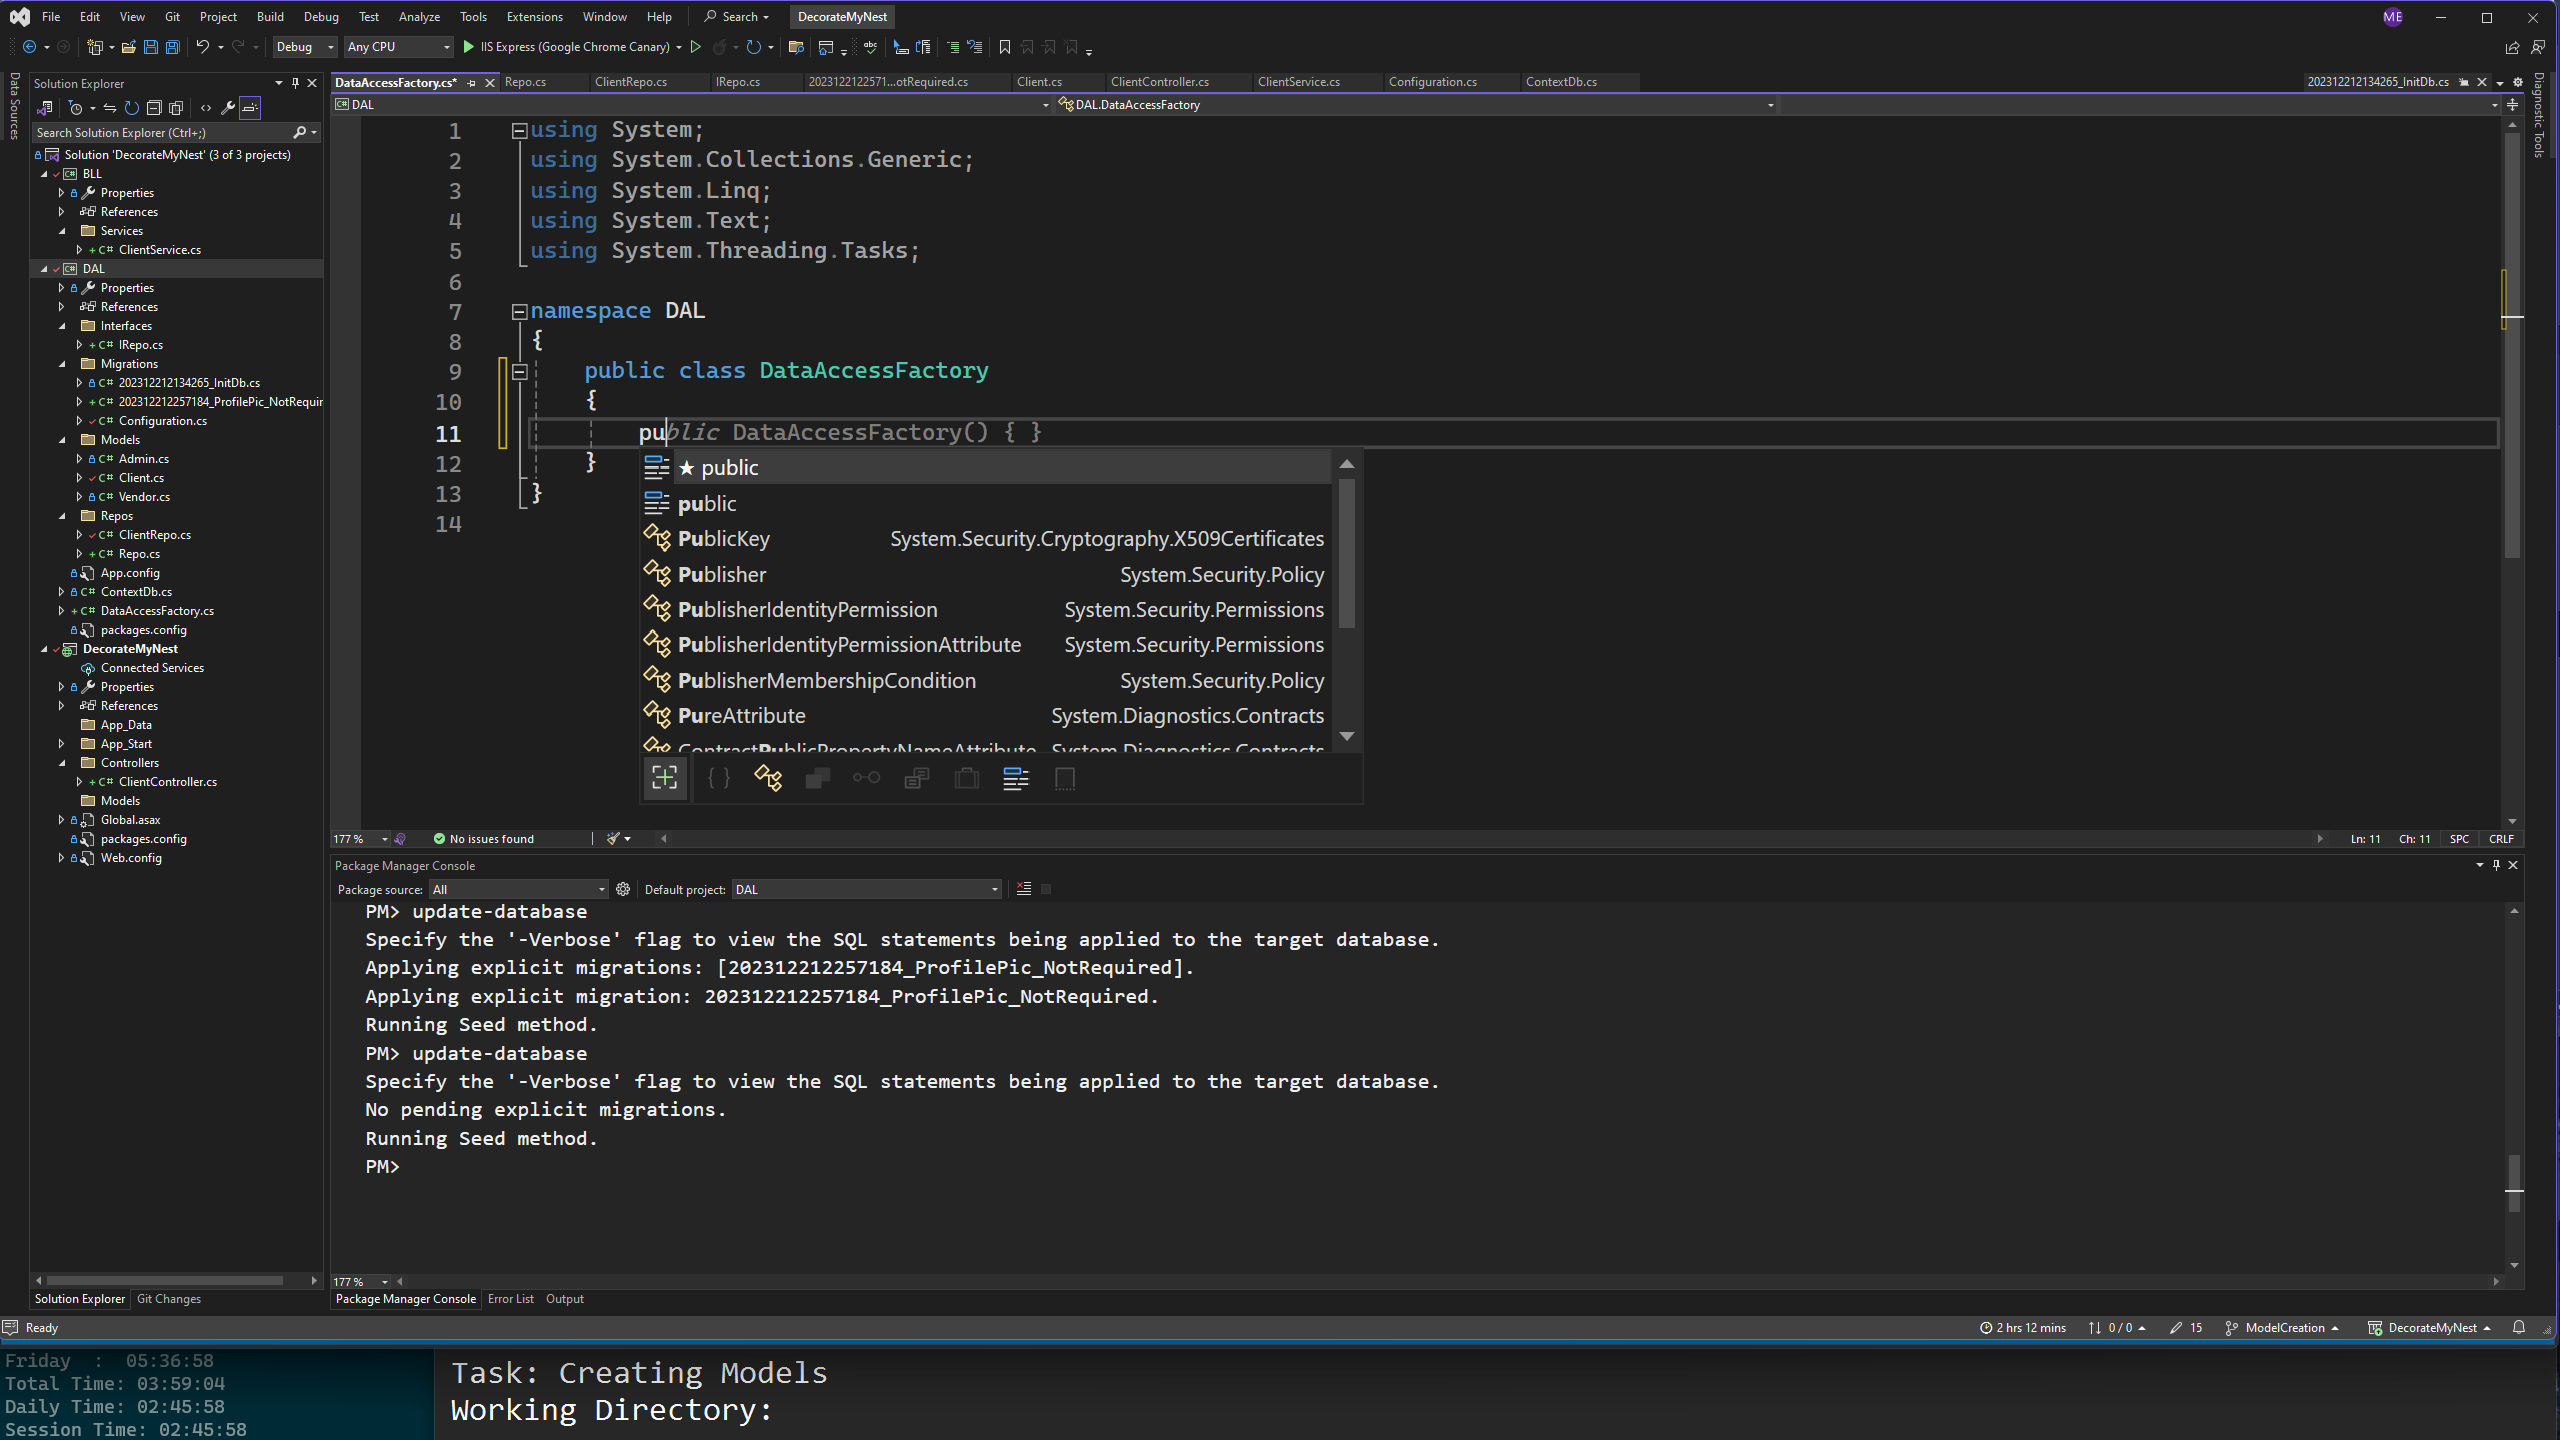 File Edit View Git Project Build Debug Test Analyze Tools Extensions Window Help Search DecorateMyNest ME
Debug Any CPU IIS Express (Google Chrome Canary)
Data Sources
Solution Explorer
Search Solution Explorer (Ctrl+;)
Solution 'DecorateMyNest' (3 of 3 projects)
BLL
Properties
References
Services
C# ClientService.cs
DAL
Properties
References
Interfaces
C# IRepo.cs
Migrations
C# 202312212134265_InitDb.cs
C# 202312212257184_ProfilePic_NotRequir
C# Configuration.cs
Models
C# Admin.cs
C# Client.cs
C# Vendor.cs
Repos
C# ClientRepo.cs
C# Repo.cs
App.config
C# ContextDb.cs
C# DataAccessFactory.cs
packages.config
DecorateMyNest
Connected Services
Properties
References
App_Data
App_Start
Controllers
C# ClientController.cs
Models
Global.asax
packages.config
Web.config
Solution Explorer Git Changes
DataAccessFactory.cs* Repo.cs ClientRepo.cs IRepo.cs 2023122122571...otRequired.cs Client.cs ClientController.cs ClientService.cs Configuration.cs ContextDb.cs 202312212134265_InitDb.cs
DAL DAL.DataAccessFactory
Diagnostic Tools
1 using System;
2 using System.Collections.Generic;
3 using System.Linq;
4 using System.Text;
5 using System.Threading.Tasks;
6
7 namespace DAL
8 {
9 public class DataAccessFactory
10 {
11 public DataAccessFactory() { }
12 }
13 }
14
★ public
public
PublicKey System.Security.Cryptography.X509Certificates
Publisher System.Security.Policy
PublisherIdentityPermission System.Security.Permissions
PublisherIdentityPermissionAttribute System.Security.Permissions
PublisherMembershipCondition System.Security.Policy
PureAttribute System.Diagnostics.Contracts
ContractPublicPropertyNameAttribute System.Diagnostics.Contracts
177 % No issues found Ln: 11 Ch: 11 SPC CRLF
Package Manager Console
Package source: All Default project: DAL
PM> update-database
Specify the '-Verbose' flag to view the SQL statements being applied to the target database.
Applying explicit migrations: [202312212257184_ProfilePic_NotRequired].
Applying explicit migration: 202312212257184_ProfilePic_NotRequired.
Running Seed method.
PM> update-database
Specify the '-Verbose' flag to view the SQL statements being applied to the target database.
No pending explicit migrations.
Running Seed method.
PM>
177 %
Package Manager Console Error List Output
Ready 2 hrs 12 mins 0 / 0 15 ModelCreation DecorateMyNest
Friday : 05:36:58
Total Time: 03:59:04
Daily Time: 02:45:58
Session Time: 02:45:58
Task: Creating Models
Working Directory: